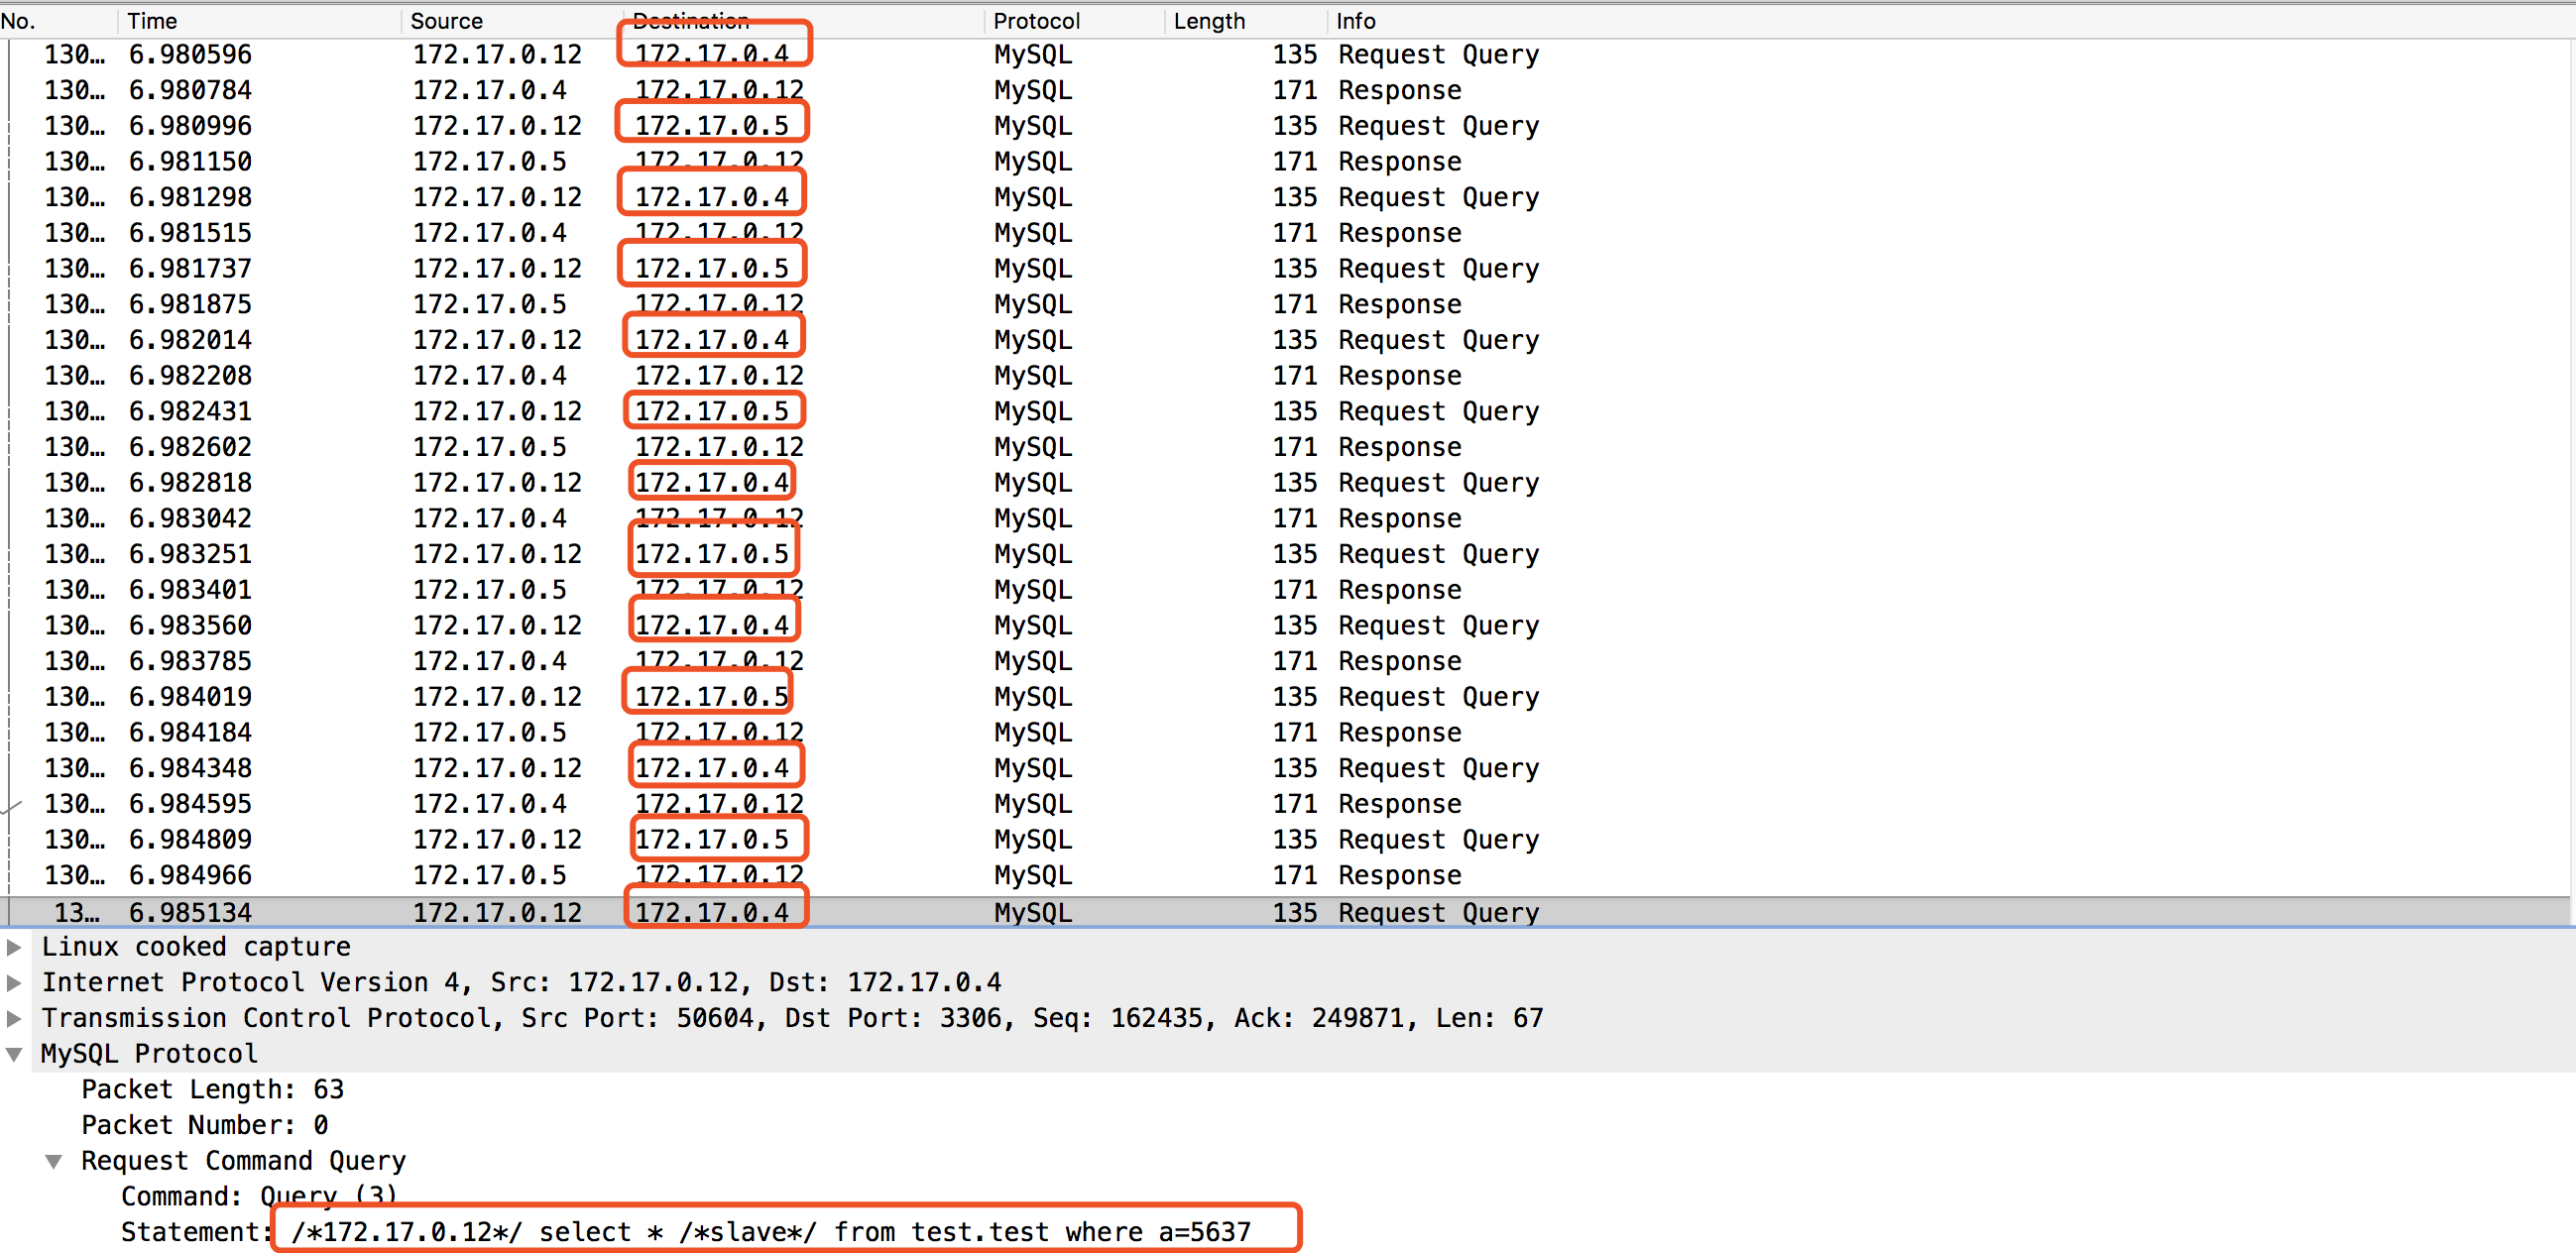 No. Time Source Destination Protocol Length Info
130… 6.980596 172.17.0.12 172.17.0.4 MySQL 135 Request Query
130… 6.980784 172.17.0.4 172.17.0.12 MySQL 171 Response
130… 6.980996 172.17.0.12 172.17.0.5 MySQL 135 Request Query
130… 6.981150 172.17.0.5 172.17.0.12 MySQL 171 Response
130… 6.981298 172.17.0.12 172.17.0.4 MySQL 135 Request Query
130… 6.981515 172.17.0.4 172.17.0.12 MySQL 171 Response
130… 6.981737 172.17.0.12 172.17.0.5 MySQL 135 Request Query
130… 6.981875 172.17.0.5 172.17.0.12 MySQL 171 Response
130… 6.982014 172.17.0.12 172.17.0.4 MySQL 135 Request Query
130… 6.982208 172.17.0.4 172.17.0.12 MySQL 171 Response
130… 6.982431 172.17.0.12 172.17.0.5 MySQL 135 Request Query
130… 6.982602 172.17.0.5 172.17.0.12 MySQL 171 Response
130… 6.982818 172.17.0.12 172.17.0.4 MySQL 135 Request Query
130… 6.983042 172.17.0.4 172.17.0.12 MySQL 171 Response
130… 6.983251 172.17.0.12 172.17.0.5 MySQL 135 Request Query
130… 6.983401 172.17.0.5 172.17.0.12 MySQL 171 Response
130… 6.983560 172.17.0.12 172.17.0.4 MySQL 135 Request Query
130… 6.983785 172.17.0.4 172.17.0.12 MySQL 171 Response
130… 6.984019 172.17.0.12 172.17.0.5 MySQL 135 Request Query
130… 6.984184 172.17.0.5 172.17.0.12 MySQL 171 Response
130… 6.984348 172.17.0.12 172.17.0.4 MySQL 135 Request Query
130… 6.984595 172.17.0.4 172.17.0.12 MySQL 171 Response
130… 6.984809 172.17.0.12 172.17.0.5 MySQL 135 Request Query
130… 6.984966 172.17.0.5 172.17.0.12 MySQL 171 Response
13… 6.985134 172.17.0.12 172.17.0.4 MySQL 135 Request Query
Linux cooked capture
Internet Protocol Version 4, Src: 172.17.0.12, Dst: 172.17.0.4
Transmission Control Protocol, Src Port: 50604, Dst Port: 3306, Seq: 162435, Ack: 249871, Len: 67
MySQL Protocol
Packet Length: 63
Packet Number: 0
Request Command Query
Command: Query (3)
Statement: /*172.17.0.12*/ select * /*slave*/ from test.test where a=5637